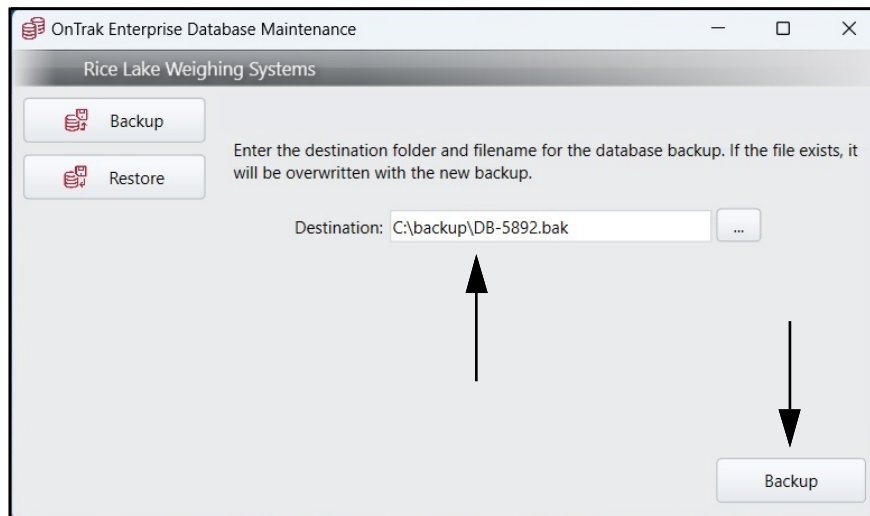 OnTrak Enterprise Database Maintenance
Rice Lake Weighing Systems
Backup
Restore
Enter the destination folder and filename for the database backup. If the file exists, it
will be overwritten with the new backup.
Destination: C:\backup\DB-5892.bak ...
Backup